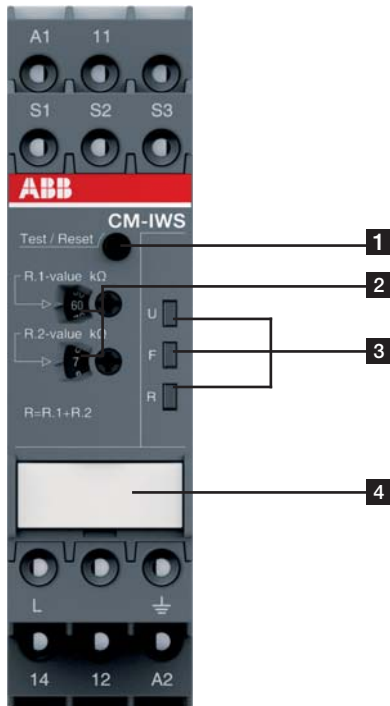 A1 11
S1 S2 S3
ABB
CM-IWS
Test / Reset
1
R.1-value kΩ
2
60
U
R.2-value kΩ
F
3
7
R
R=R.1+R.2
4
L
14 12 A2